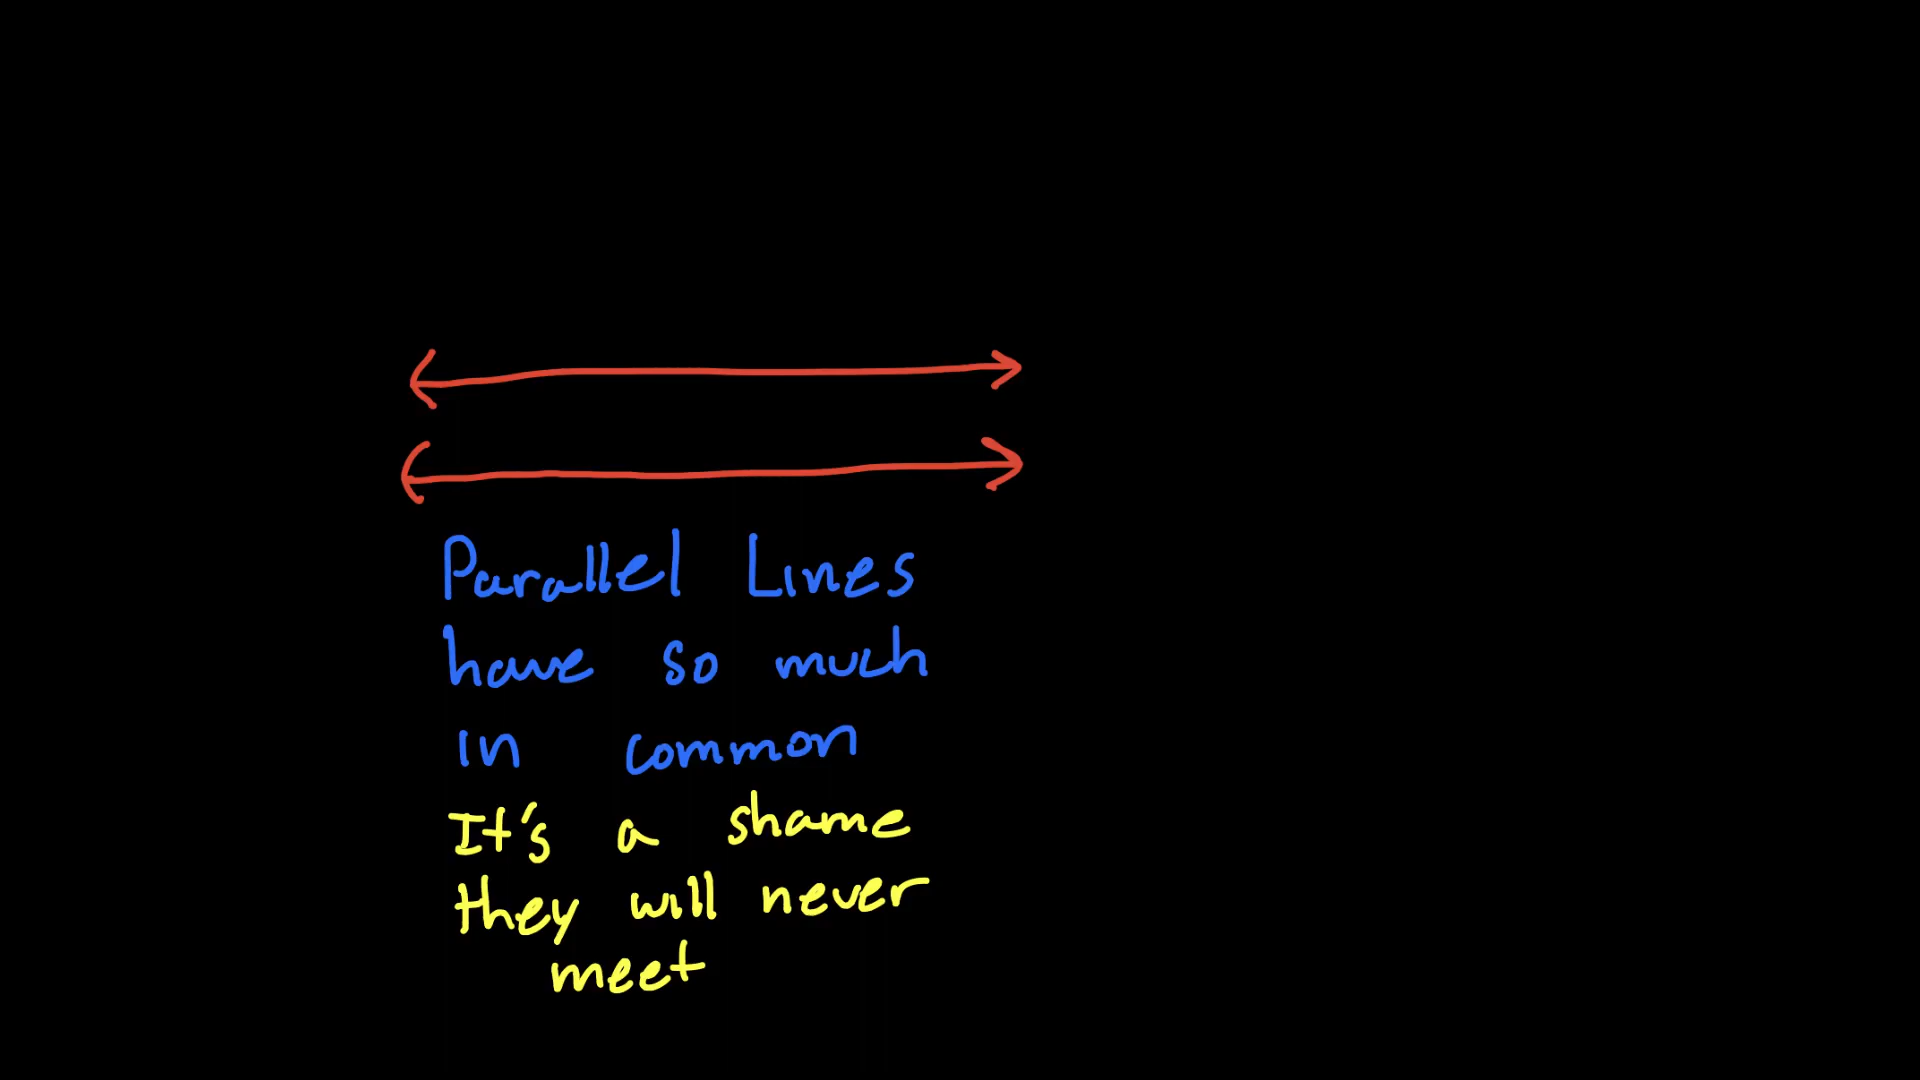 Parallel Lines
have so much
in common
It's a shame
they will never
meet